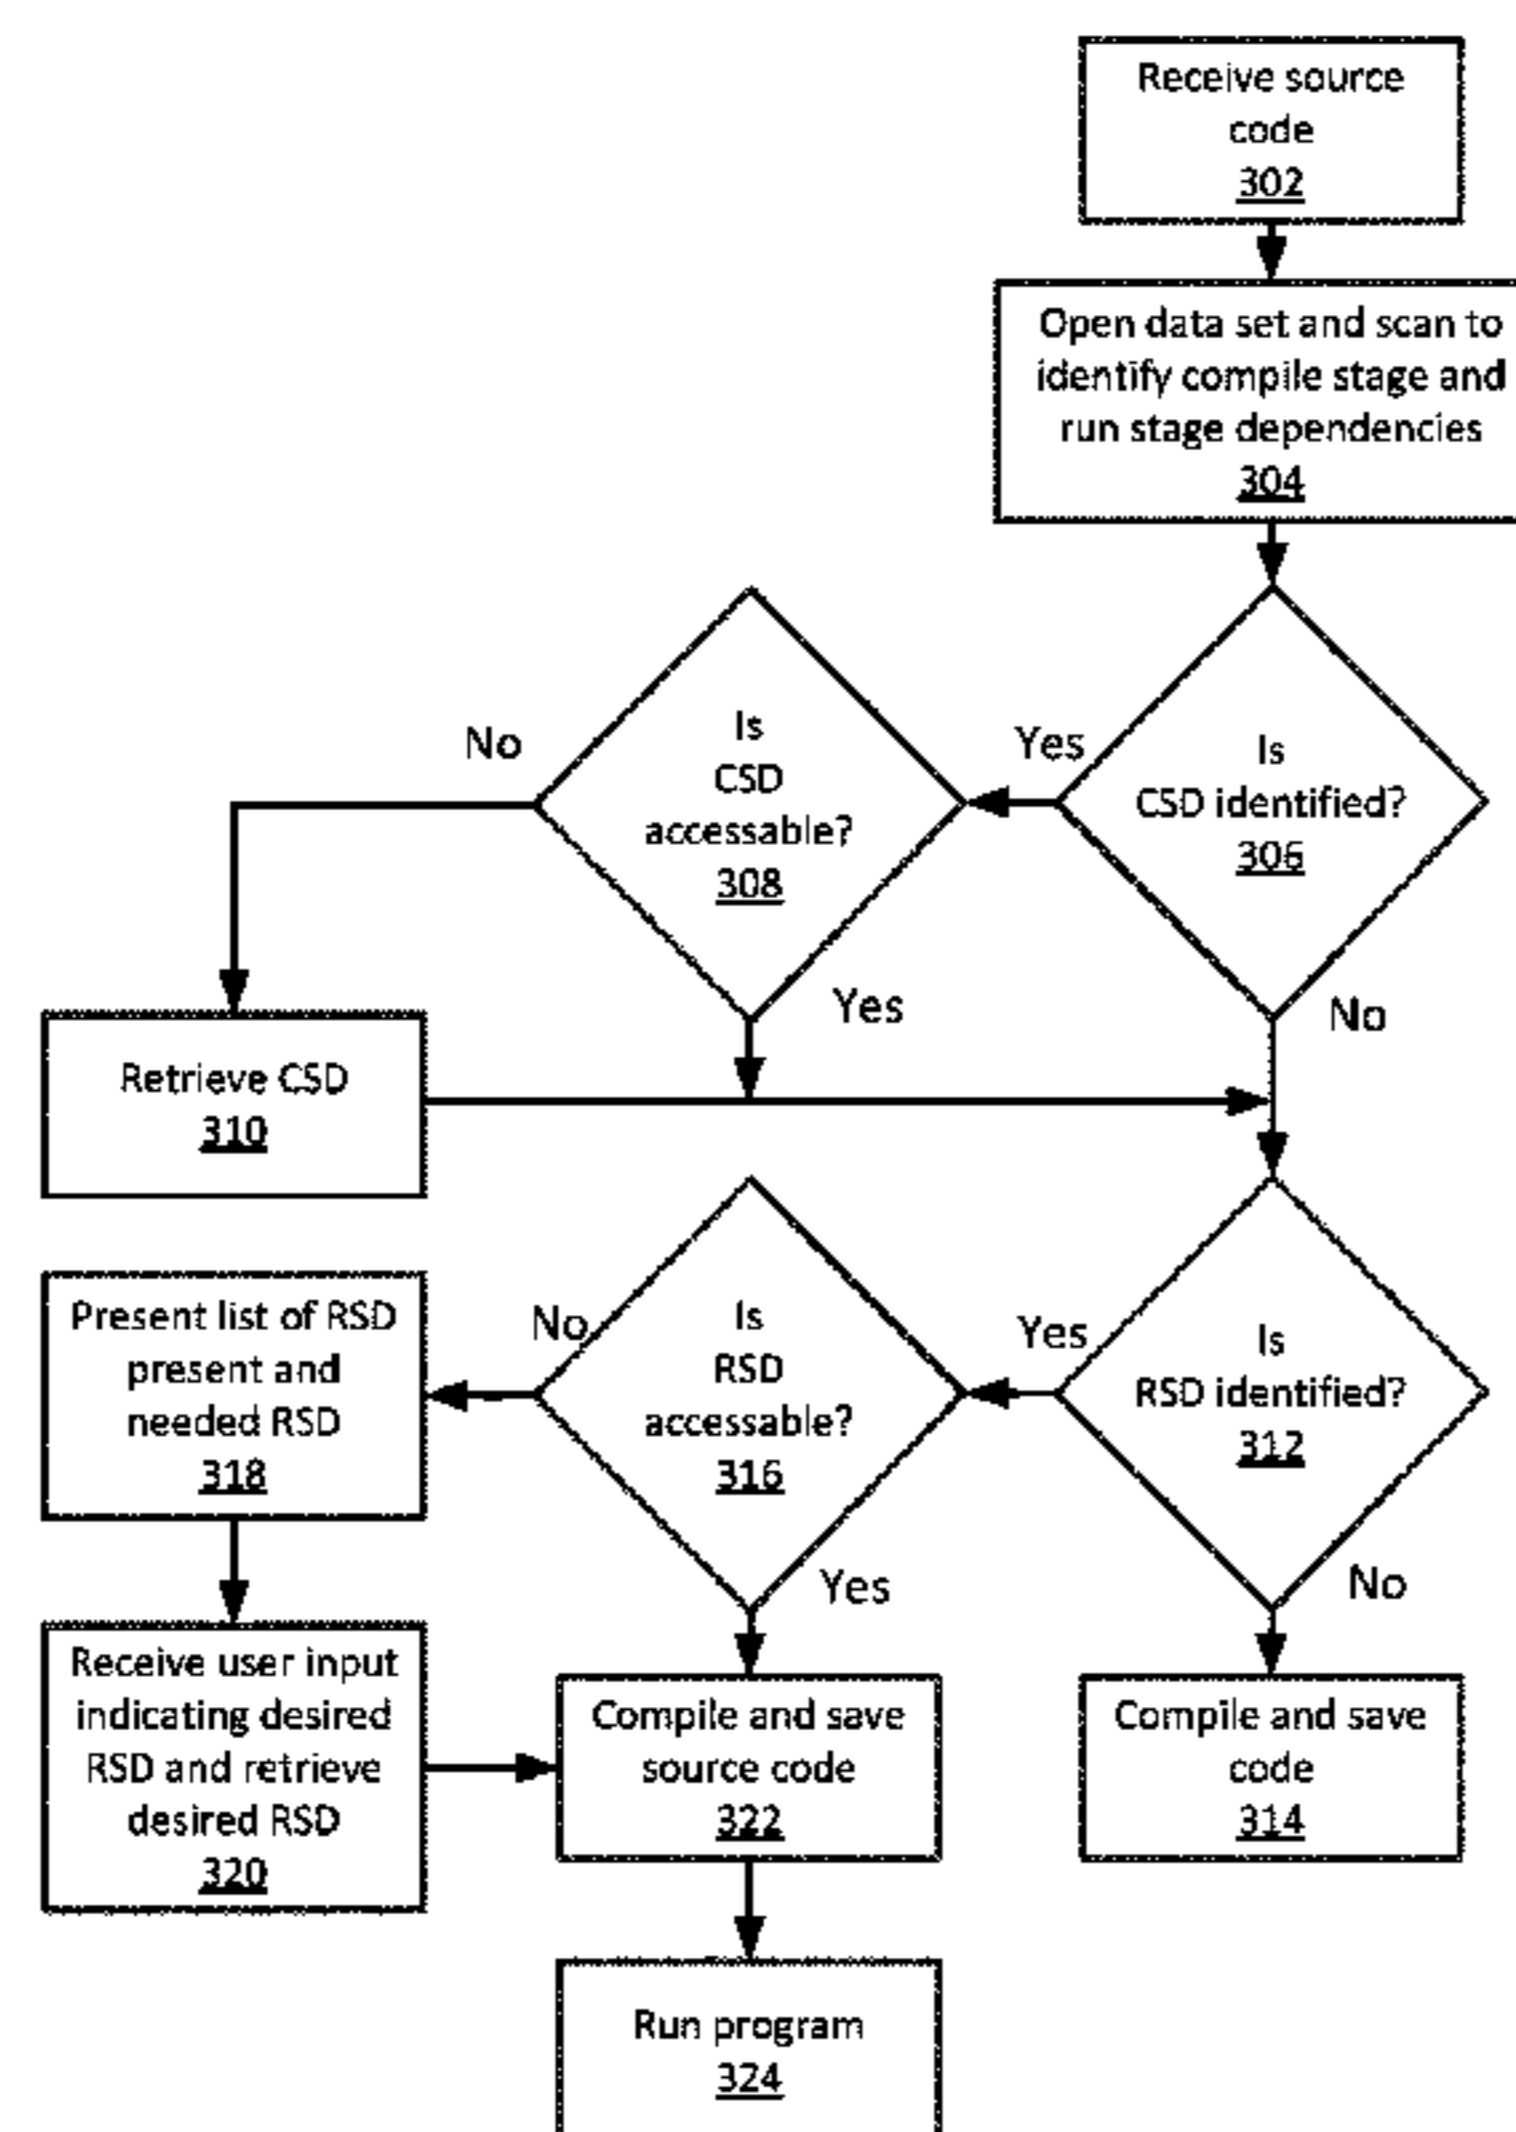 Receive source
code
302
Open data set and scan to
identify compile stage and
run stage dependencies
304
Is
CSD identified?
306
Yes
No
Is
CSD
accessable?
308
No
Yes
Retrieve CSD
310
Is
RSD identified?
312
Yes
No
Is
RSD
accessable?
316
No
Yes
Present list of RSD
present and
needed RSD
318
Receive user input
indicating desired
RSD and retrieve
desired RSD
320
Compile and save
source code
322
Compile and save
code
314
Run program
324